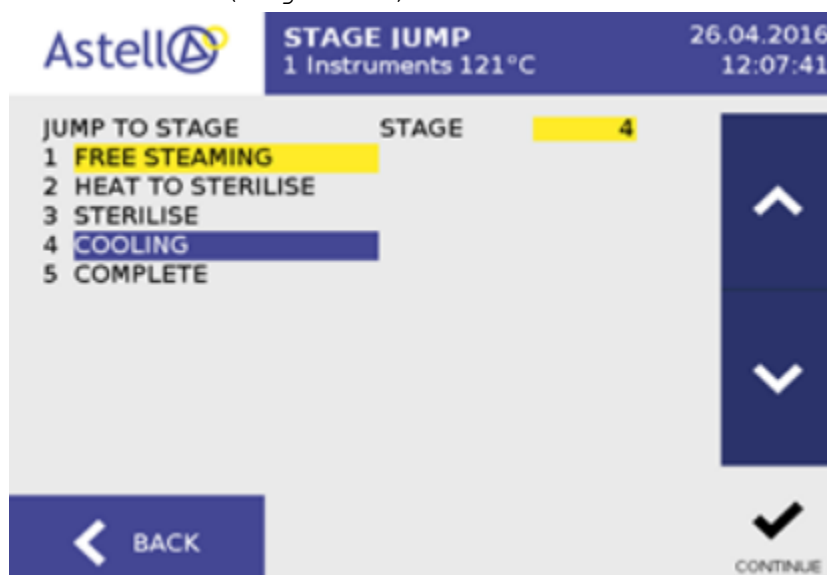 Astell
STAGE JUMP
1 Instruments 121°C
26.04.2016
12:07:41
JUMP TO STAGE STAGE 4
1 FREE STEAMING
2 HEAT TO STERILISE
3 STERILISE
4 COOLING
5 COMPLETE
BACK
CONTINUE